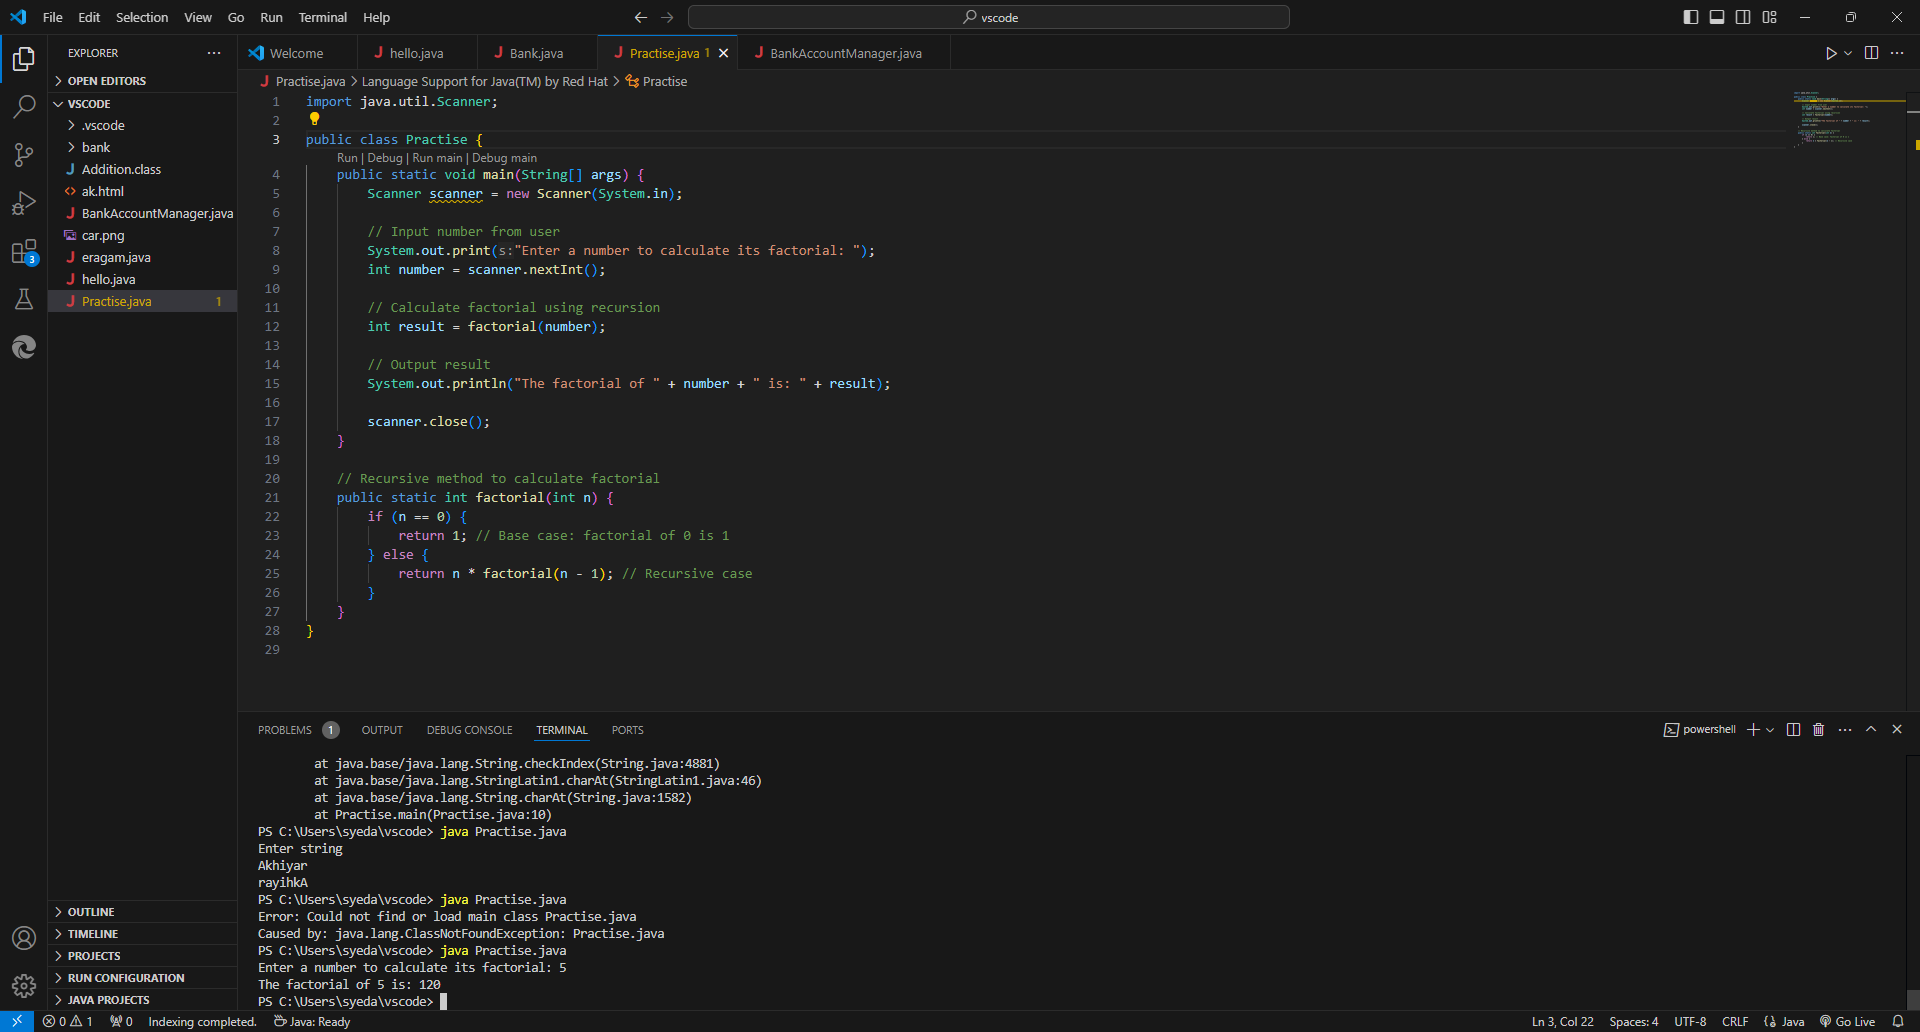 File Edit Selection View Go Run Terminal Help
vscode
EXPLORER
OPEN EDITORS
VSCODE
.vscode
bank
Addition.class
ak.html
BankAccountManager.java
car.png
eragam.java
hello.java
Practise.java 1
3
OUTLINE
TIMELINE
PROJECTS
RUN CONFIGURATION
JAVA PROJECTS
Welcome hello.java Bank.java Practise.java 1 BankAccountManager.java
Practise.java > Language Support for Java(TM) by Red Hat > Practise
1 import java.util.Scanner;
2
3 public class Practise {
Run | Debug | Run main | Debug main
4 public static void main(String[] args) {
5 Scanner scanner = new Scanner(System.in);
6
7 // Input number from user
8 System.out.print(s:"Enter a number to calculate its factorial: ");
9 int number = scanner.nextInt();
10
11 // Calculate factorial using recursion
12 int result = factorial(number);
13
14 // Output result
15 System.out.println("The factorial of " + number + " is: " + result);
16
17 scanner.close();
18 }
19
20 // Recursive method to calculate factorial
21 public static int factorial(int n) {
22 if (n == 0) {
23 return 1; // Base case: factorial of 0 is 1
24 } else {
25 return n * factorial(n - 1); // Recursive case
26 }
27 }
28 }
29
PROBLEMS 1 OUTPUT DEBUG CONSOLE TERMINAL PORTS
powershell
at java.base/java.lang.String.checkIndex(String.java:4881)
at java.base/java.lang.StringLatin1.charAt(StringLatin1.java:46)
at java.base/java.lang.String.charAt(String.java:1582)
at Practise.main(Practise.java:10)
PS C:\Users\syeda\vscode> java Practise.java
Enter string
Akhiyar
rayihkA
PS C:\Users\syeda\vscode> java Practise.java
Error: Could not find or load main class Practise.java
Caused by: java.lang.ClassNotFoundException: Practise.java
PS C:\Users\syeda\vscode> java Practise.java
Enter a number to calculate its factorial: 5
The factorial of 5 is: 120
PS C:\Users\syeda\vscode>
0 1 0 Indexing completed. Java: Ready
Ln 3, Col 22 Spaces: 4 UTF-8 CRLF Java Go Live